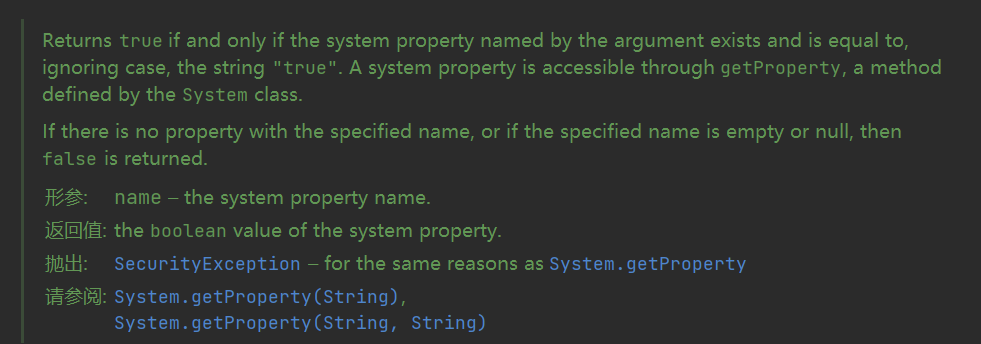 Returns true if and only if the system property named by the argument exists and is equal to,
ignoring case, the string "true". A system property is accessible through getProperty, a method
defined by the System class.
If there is no property with the specified name, or if the specified name is empty or null, then
false is returned.
形参: name – the system property name.
返回值: the boolean value of the system property.
抛出: SecurityException – for the same reasons as System.getProperty
请参阅: System.getProperty(String),
System.getProperty(String, String)